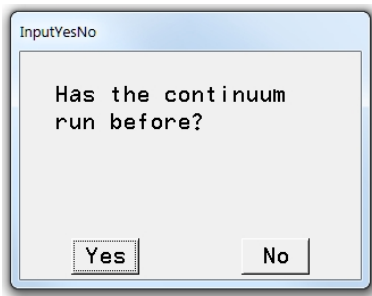 InputYesNo
Has the continuum
run before?
Yes No